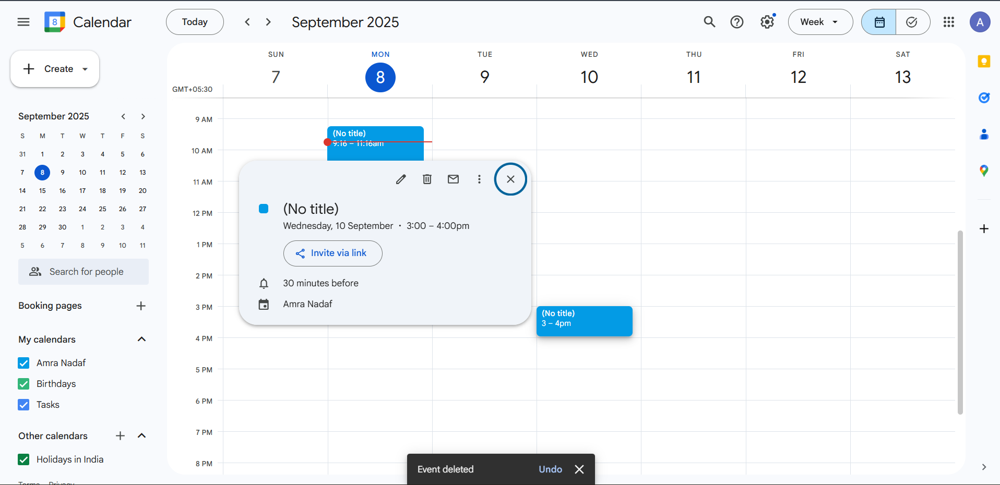 8 Calendar Today September 2025 Week A
Create
September 2025
S M T W T F S
31 1 2 3 4 5 6
7 8 9 10 11 12 13
14 15 16 17 18 19 20
21 22 23 24 25 26 27
28 29 30 1 2 3 4
5 6 7 8 9 10 11
Search for people
Booking pages
My calendars
Amra Nadaf
Birthdays
Tasks
Other calendars
Holidays in India
Terms – Privacy
SUN MON TUE WED THU FRI SAT
7 8 9 10 11 12 13
GMT+05:30
9 AM
(No title)
9:16 – 11:16am
10 AM
11 AM
(No title)
Wednesday, 10 September · 3:00 – 4:00pm
12 PM
1 PM
Invite via link
2 PM
30 minutes before
3 PM
Amra Nadaf
(No title)
3 – 4pm
4 PM
5 PM
6 PM
7 PM
8 PM
Event deleted Undo